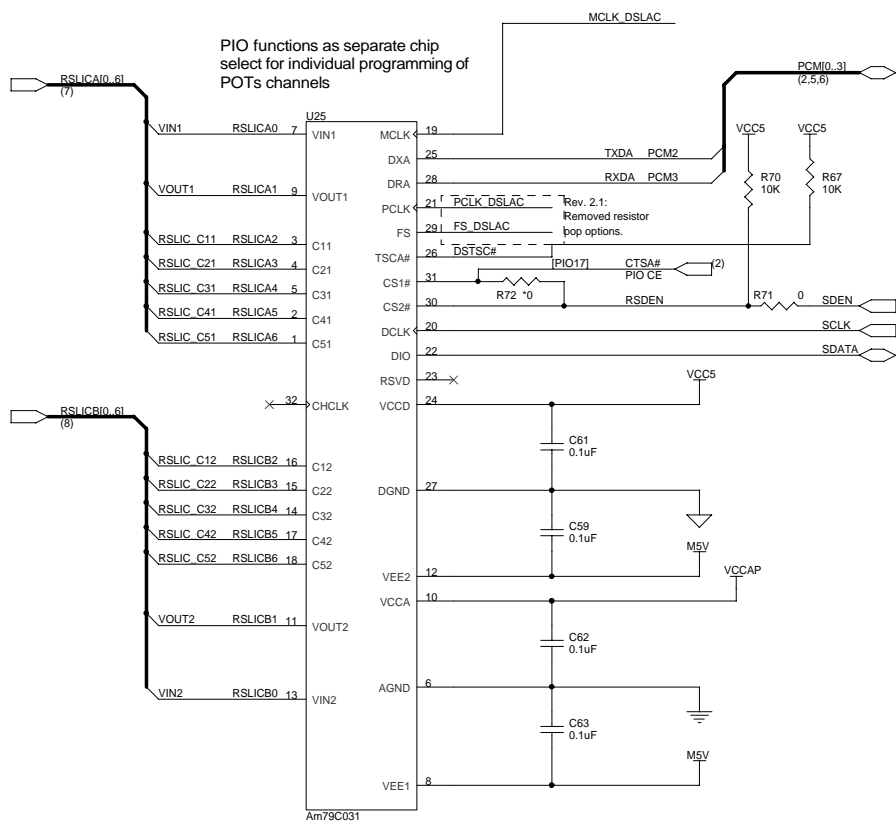 MCLK_DSLAC
PIO functions as separate chip
select for individual programming of
POTs channels
RSLICA[0..6]
(7)
PCM[0..3]
(2,5,6)
U25
VIN1 RSLICA0 7 VIN1
MCLK 19
VCC5 VCC5
DXA 25 TXDA PCM2
R70
10K
R67
10K
DRA 28 RXDA PCM3
VOUT1 RSLICA1 9 VOUT1
PCLK 21 PCLK_DSLAC
Rev. 2.1:
Removed resistor
pop options.
FS 29 FS_DSLAC
RSLIC_C11 RSLICA2 3 C11
TSCA# 26 DSTSC#
RSLIC_C21 RSLICA3 4 C21
CS1# 31 [PIO17] CTSA# (2)
PIO CE
RSLIC_C31 RSLICA4 5 C31
R72 *0
R71 0
CS2# 30 RSDEN SDEN
RSLIC_C41 RSLICA5 2 C41
DCLK 20 SCLK
RSLIC_C51 RSLICA6 1 C51
DIO 22 SDATA
RSVD 23
VCC5
32 CHCLK
VCCD 24
RSLICB[0..6]
(8)
C61
0.1uF
RSLIC_C12 RSLICB2 16 C12
RSLIC_C22 RSLICB3 15 C22
DGND 27
RSLIC_C32 RSLICB4 14 C32
C59
0.1uF
RSLIC_C42 RSLICB5 17 C42
M5V
RSLIC_C52 RSLICB6 18 C52
VEE2 12
VCCAP
VCCA 10
VOUT2 RSLICB1 11 VOUT2
C62
0.1uF
AGND 6
VIN2 RSLICB0 13 VIN2
C63
0.1uF
M5V
VEE1 8
Am79C031